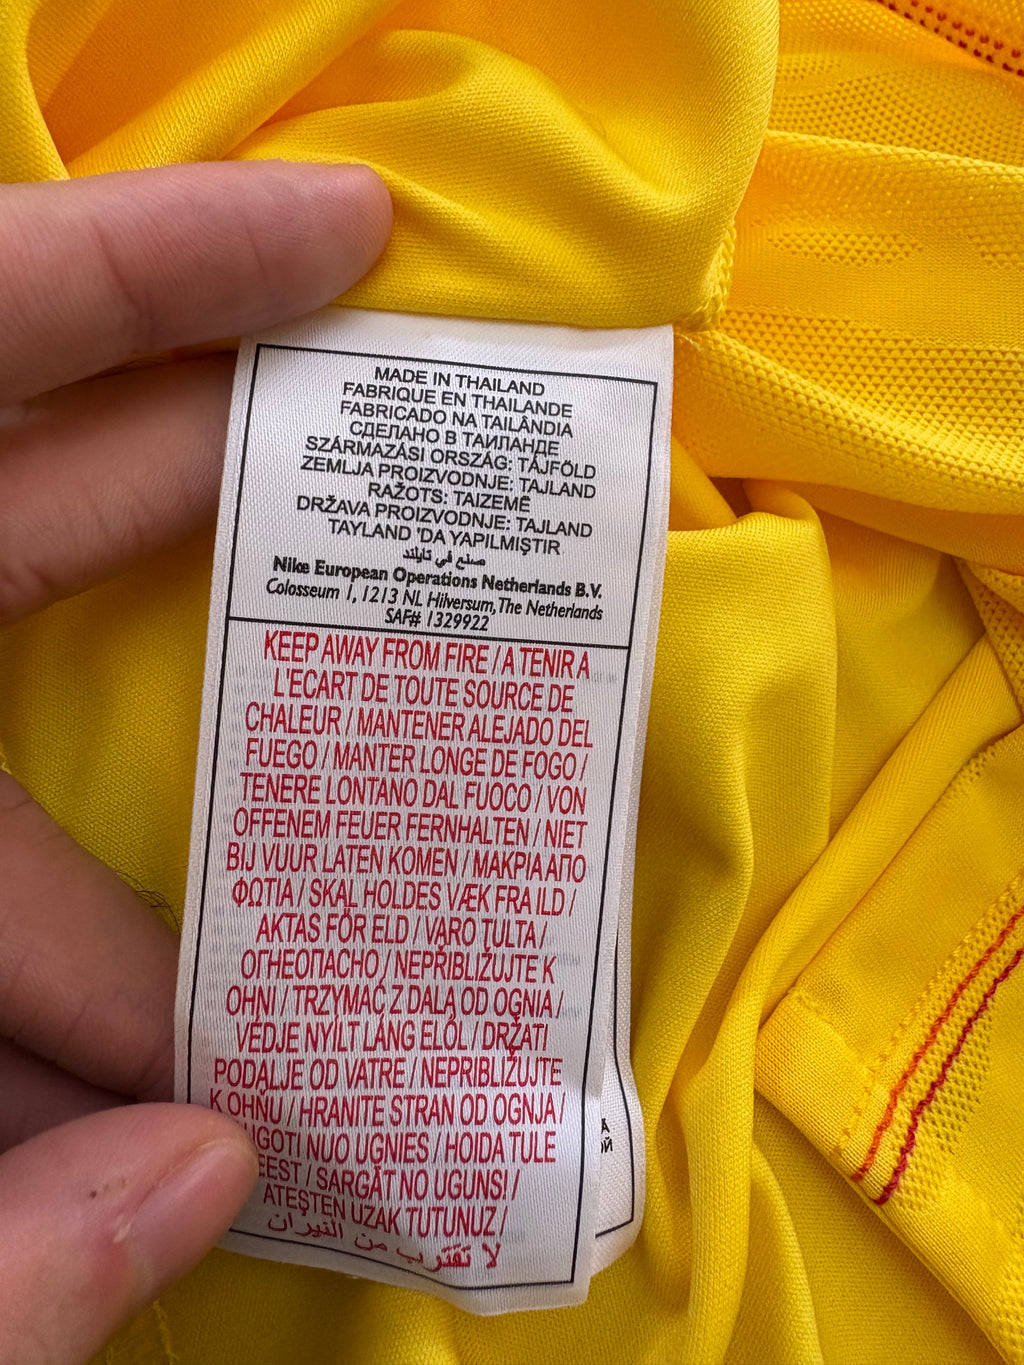 MADE IN THAILAND
FABRIQUE EN THAILANDE
FABRICADO NA TAILÂNDIA
СДЕЛАНО В ТАИЛАНДЕ
SZÁRMAZÁSI ORSZÁG: TÁJFÖLD
ZEMLJA PROIZVODNJE: TAJLAND
RAŽOTS: TAIZEMĒ
DRŽAVA PROIZVODNJE: TAJLAND
TAYLAND 'DA YAPILMIŞTIR
صنع في تايلند
Nike European Operations Netherlands B.V.
Colosseum 1, 1213 NL Hilversum, The Netherlands
SAF# 1329922
KEEP AWAY FROM FIRE / A TENIR A
L'ECART DE TOUTE SOURCE DE
CHALEUR / MANTENER ALEJADO DEL
FUEGO / MANTER LONGE DE FOGO /
TENERE LONTANO DAL FUOCO / VON
OFFENEM FEUER FERNHALTEN / NIET
BIJ VUUR LATEN KOMEN / ΜΑΚΡΙΑ ΑΠΟ
ΦΩΤΙΑ / SKAL HOLDES VÆK FRA ILD /
AKTAS FÖR ELD / VARO TULTA /
ОГНЕОПАСНО / NEPŘIBLIŽUJTE K
OHNI / TRZYMAĆ Z DALA OD OGNIA /
VÉDJE NYÍLT LÁNG ELŐL / DRŽATI
PODALJE OD VATRE / NEPRIBLIŽUJTE
K OHŇU / HRANITE STRAN OD OGNJA /
UGOTI NUO UGNIES / HOIDA TULE
EEST / SARGĀT NO UGUNS! /
ATEŞTEN UZAK TUTUNUZ /
لا تقترب من النيران